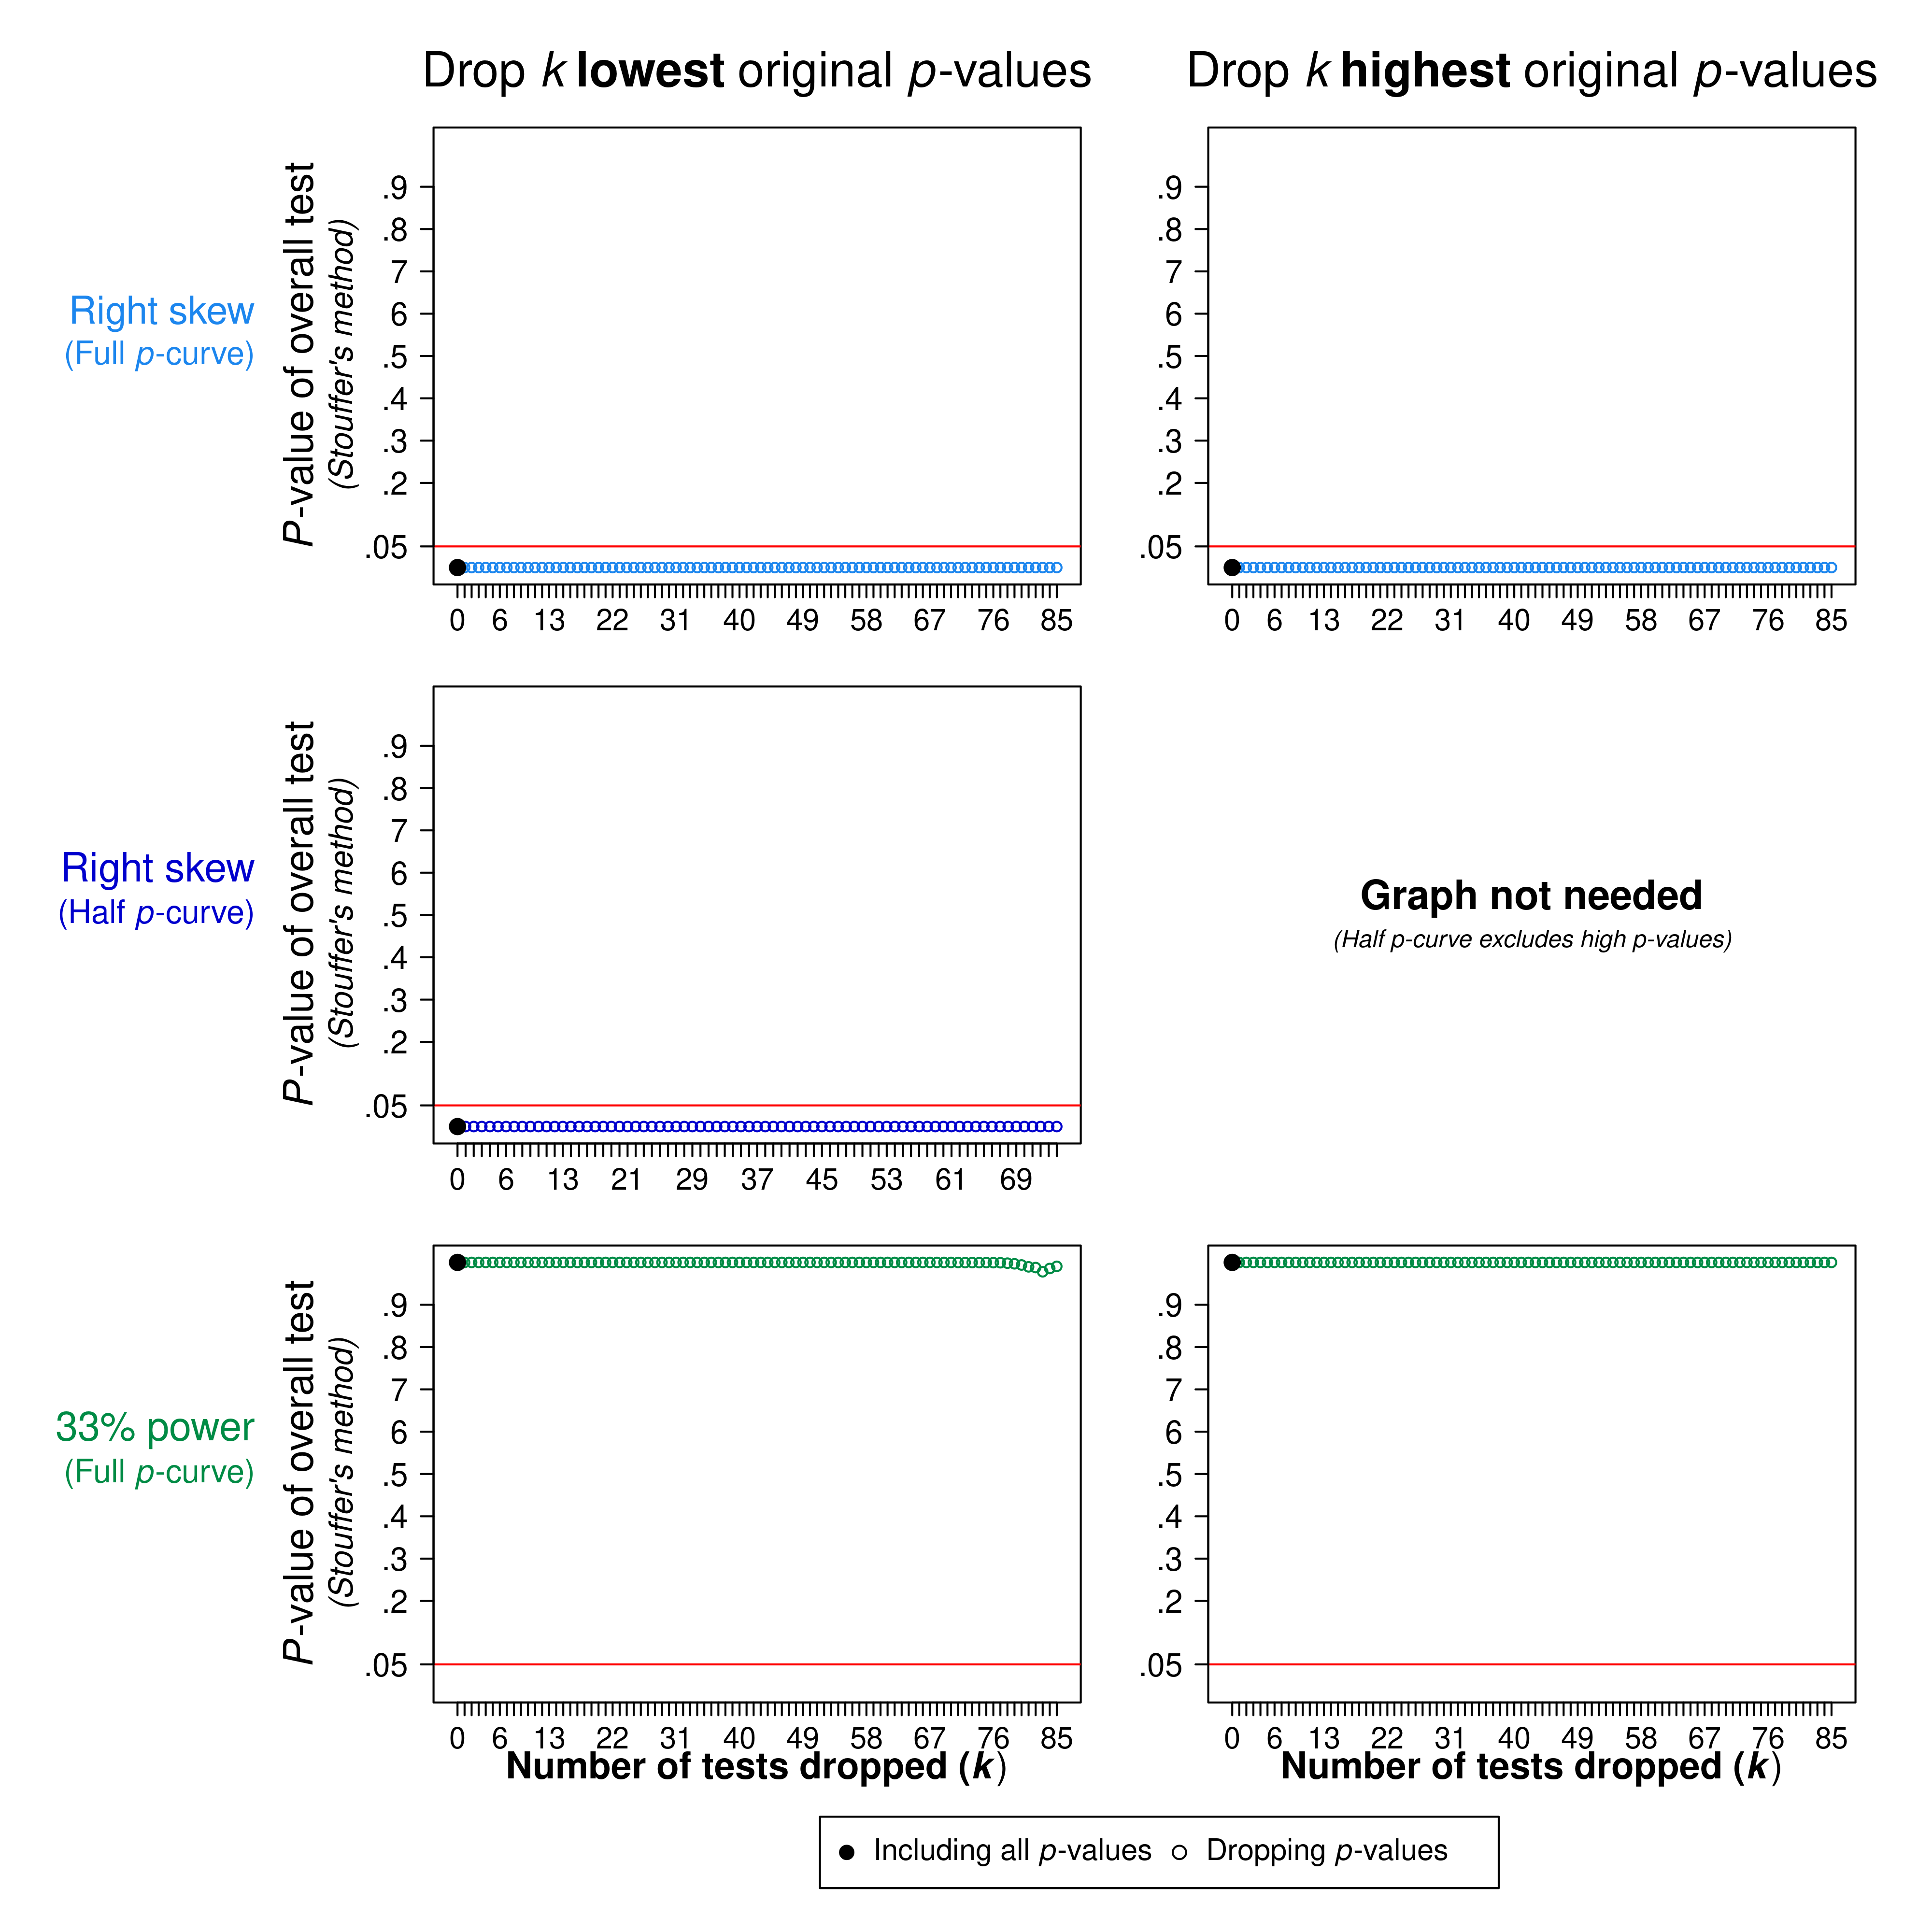 Drop k lowest original p-values
Drop k highest original p-values
Right skew
(Full p-curve)
P-value of overall test
(Stouffer's method)
.9
.8
7
6
.5
.4
.3
.2
.05
0 6 13 22 31 40 49 58 67 76 85
.9
.8
7
6
.5
.4
.3
.2
.05
0 6 13 22 31 40 49 58 67 76 85
Right skew
(Half p-curve)
P-value of overall test
(Stouffer's method)
.9
.8
7
6
.5
.4
.3
.2
.05
0 6 13 21 29 37 45 53 61 69
Graph not needed
(Half p-curve excludes high p-values)
33% power
(Full p-curve)
P-value of overall test
(Stouffer's method)
.9
.8
7
6
.5
.4
.3
.2
.05
0 6 13 22 31 40 49 58 67 76 85
Number of tests dropped (k)
.9
.8
7
6
.5
.4
.3
.2
.05
0 6 13 22 31 40 49 58 67 76 85
Number of tests dropped (k)
Including all p-values Dropping p-values